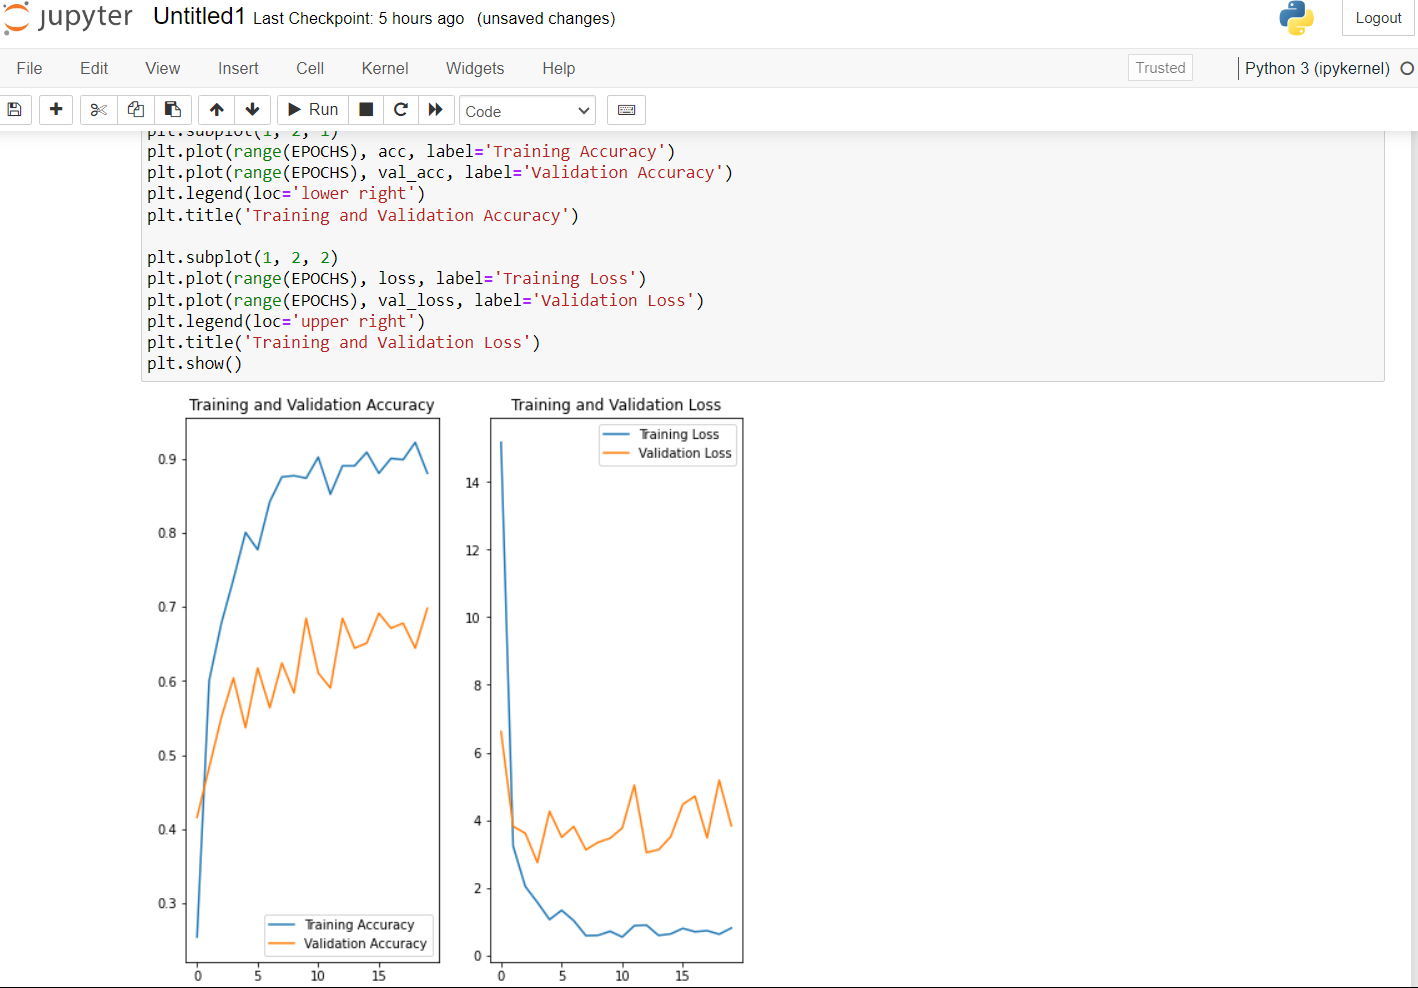 jupyter Untitled1 Last Checkpoint: 5 hours ago (unsaved changes) Logout
File Edit View Insert Cell Kernel Widgets Help Trusted Python 3 (ipykernel)
Run Code
plt.subplot(1, 2, 1)
plt.plot(range(EPOCHS), acc, label='Training Accuracy')
plt.plot(range(EPOCHS), val_acc, label='Validation Accuracy')
plt.legend(loc='lower right')
plt.title('Training and Validation Accuracy')
plt.subplot(1, 2, 2)
plt.plot(range(EPOCHS), loss, label='Training Loss')
plt.plot(range(EPOCHS), val_loss, label='Validation Loss')
plt.legend(loc='upper right')
plt.title('Training and Validation Loss')
plt.show()
Training and Validation Accuracy
0.9
0.8
0.7
0.6
0.5
0.4
0.3
Training Accuracy
Validation Accuracy
0 5 10 15
Training and Validation Loss
Training Loss
Validation Loss
14
12
10
8
6
4
2
0
0 5 10 15